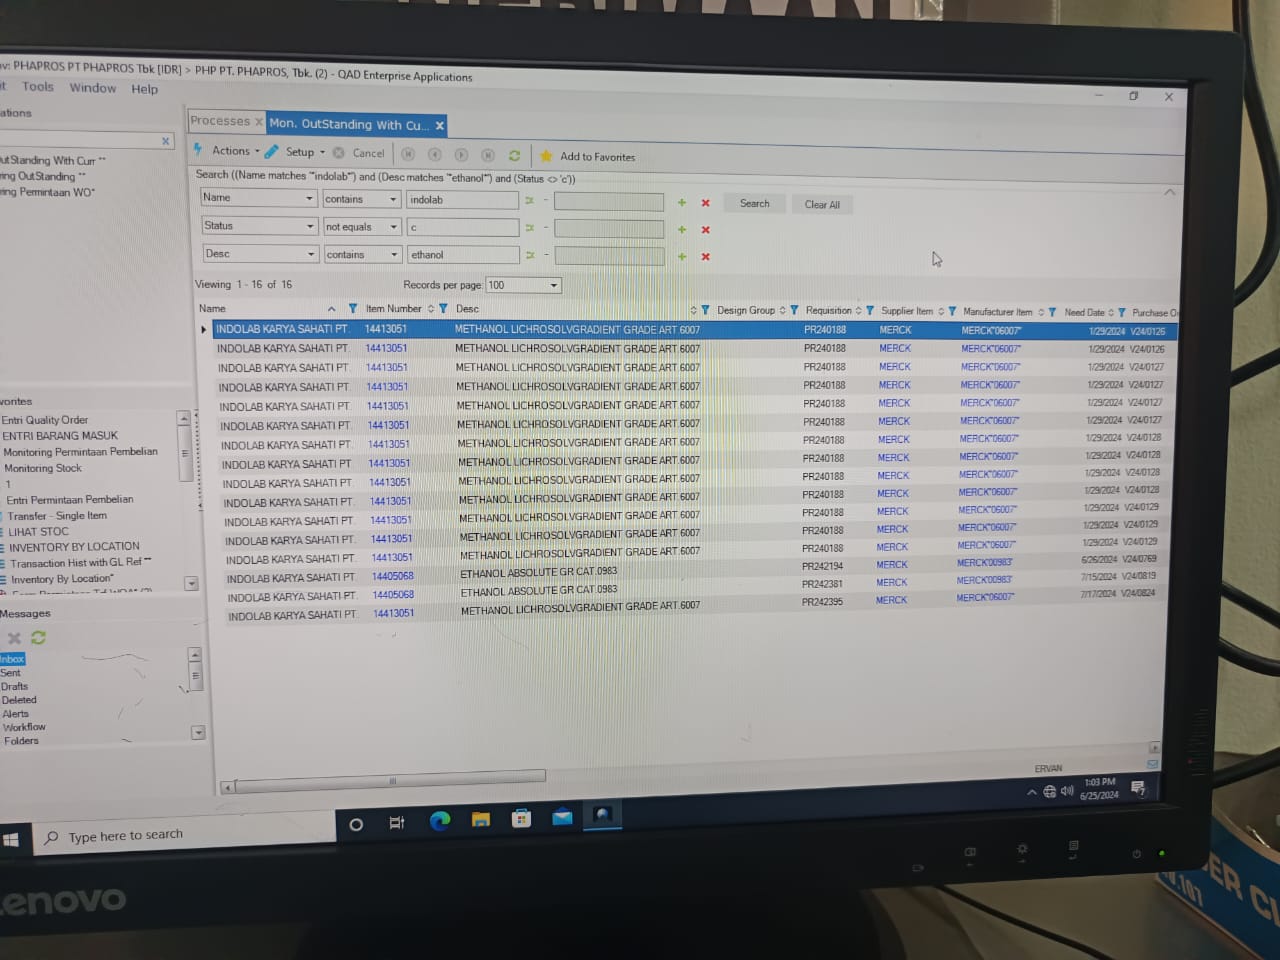 PHAPROS PT PHAPROS Tbk [IDR] > PHP PT. PHAPROS, Tbk. (2) - QAD Enterprise Applications
Tools Window Help
Processes Mon. OutStanding With Cu...
Actions Setup Cancel Add to Favorites
Search ((Name matches '*indolab*') and (Desc matches '*ethanol*') and (Status <> 'c'))
Name contains indolab Search Clear All
Status not equals c
Desc contains ethanol
Viewing 1 - 16 of 16 Records per page: 100
Name Item Number Desc Design Group Requisition Supplier Item Manufacturer Item Need Date Purchase
INDOLAB KARYA SAHATI PT. 14413051 METHANOL LICHROSOLVGRADIENT GRADE ART.6007 PR240188 MERCK MERCK"06007" 1/29/2024 V24/0126
INDOLAB KARYA SAHATI PT. 14413051 METHANOL LICHROSOLVGRADIENT GRADE ART.6007 PR240188 MERCK MERCK"06007" 1/29/2024 V24/0126
INDOLAB KARYA SAHATI PT. 14413051 METHANOL LICHROSOLVGRADIENT GRADE ART.6007 PR240188 MERCK MERCK"06007" 1/29/2024 V24/0127
INDOLAB KARYA SAHATI PT. 14413051 METHANOL LICHROSOLVGRADIENT GRADE ART.6007 PR240188 MERCK MERCK"06007" 1/29/2024 V24/0127
INDOLAB KARYA SAHATI PT. 14413051 METHANOL LICHROSOLVGRADIENT GRADE ART.6007 PR240188 MERCK MERCK"06007" 1/29/2024 V24/0127
INDOLAB KARYA SAHATI PT. 14413051 METHANOL LICHROSOLVGRADIENT GRADE ART.6007 PR240188 MERCK MERCK"06007" 1/29/2024 V24/0127
INDOLAB KARYA SAHATI PT. 14413051 METHANOL LICHROSOLVGRADIENT GRADE ART.6007 PR240188 MERCK MERCK"06007" 1/29/2024 V24/0128
INDOLAB KARYA SAHATI PT. 14413051 METHANOL LICHROSOLVGRADIENT GRADE ART.6007 PR240188 MERCK MERCK"06007" 1/29/2024 V24/0128
INDOLAB KARYA SAHATI PT. 14413051 METHANOL LICHROSOLVGRADIENT GRADE ART.6007 PR240188 MERCK MERCK"06007" 1/29/2024 V24/0128
INDOLAB KARYA SAHATI PT. 14413051 METHANOL LICHROSOLVGRADIENT GRADE ART.6007 PR240188 MERCK MERCK"06007" 1/29/2024 V24/0128
INDOLAB KARYA SAHATI PT. 14413051 METHANOL LICHROSOLVGRADIENT GRADE ART.6007 PR240188 MERCK MERCK"06007" 1/29/2024 V24/0129
INDOLAB KARYA SAHATI PT. 14413051 METHANOL LICHROSOLVGRADIENT GRADE ART.6007 PR240188 MERCK MERCK"06007" 1/29/2024 V24/0129
INDOLAB KARYA SAHATI PT. 14413051 METHANOL LICHROSOLVGRADIENT GRADE ART.6007 PR240188 MERCK MERCK"06007" 1/29/2024 V24/0129
INDOLAB KARYA SAHATI PT. 14405068 ETHANOL ABSOLUTE GR CAT.0983 PR242194 MERCK MERCK"00983" 6/26/2024 V24/0769
INDOLAB KARYA SAHATI PT. 14405068 ETHANOL ABSOLUTE GR CAT.0983 PR242381 MERCK MERCK"00983" 7/15/2024 V24/0819
INDOLAB KARYA SAHATI PT. 14413051 METHANOL LICHROSOLVGRADIENT GRADE ART.6007 PR242395 MERCK MERCK"06007" 7/17/2024 V24/0824
utStanding With Curr **
ring OutStanding **
ring Permintaan WO*
vorites
Entri Quality Order
ENTRI BARANG MASUK
Monitoring Permintaan Pembelian
Monitoring Stock
1
Entri Permintaan Pembelian
Transfer - Single Item
LIHAT STOC
INVENTORY BY LOCATION
Transaction Hist with GL Ref **
Inventory By Location*
Messages
Inbox
Sent
Drafts
Deleted
Alerts
Workflow
Folders
ERVAN
1:03 PM
6/25/2024
Type here to search
Lenovo